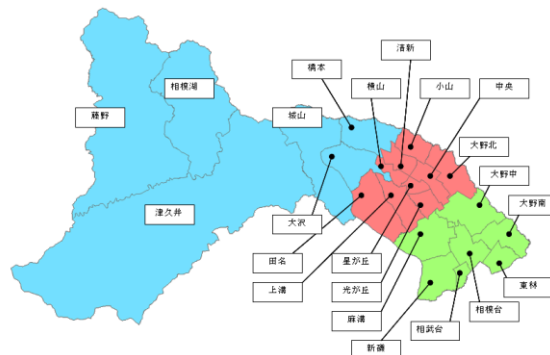 清新
橋本
横山
小山
中央
相模湖
城山
大野北
藤野
大野中
大野南
津久井
大沢
田名
星が丘
上溝
光が丘
東林
麻溝
相模台
相武台
新磯